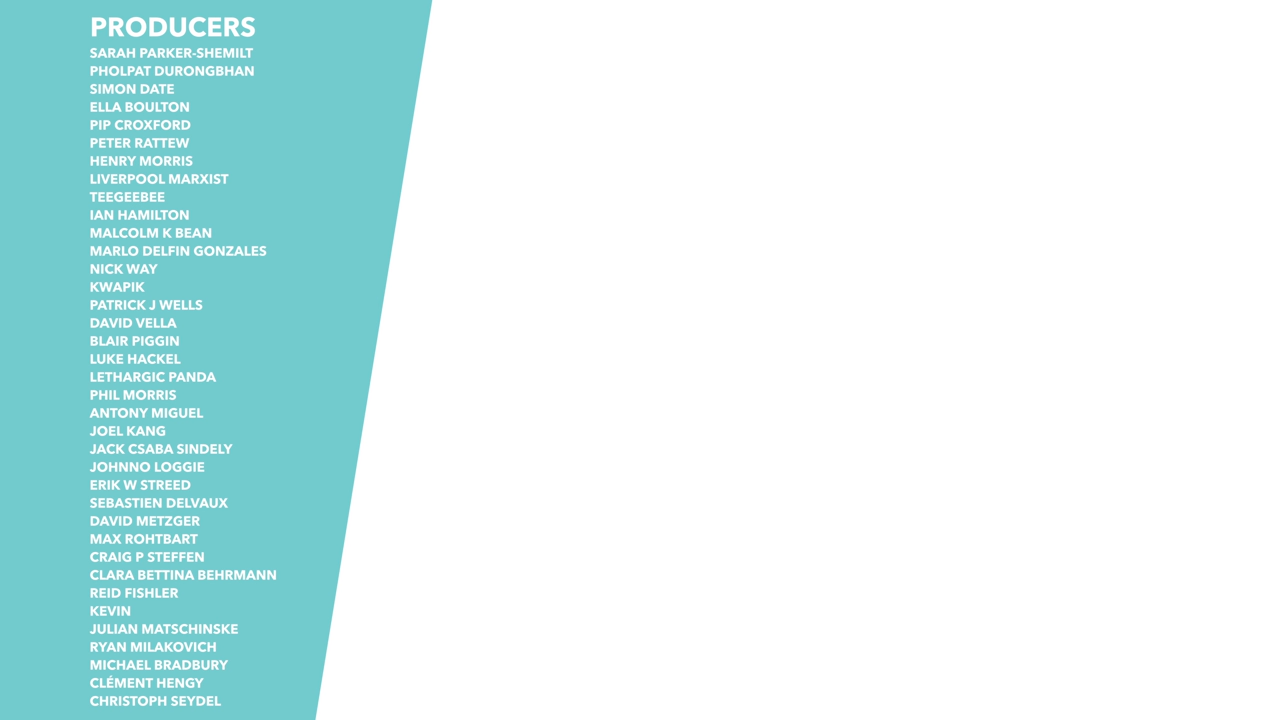 PRODUCERS
SARAH PARKER-SHEMILT
PHOLPAT DURONGBHAN
SIMON DATE
ELLA BOULTON
PIP CROXFORD
PETER RATTEW
HENRY MORRIS
LIVERPOOL MARXIST
TEEGEEBEE
IAN HAMILTON
MALCOLM K BEAN
MARLO DELFIN GONZALES
NICK WAY
KWAPIK
PATRICK J WELLS
DAVID VELLA
BLAIR PIGGIN
LUKE HACKEL
LETHARGIC PANDA
PHIL MORRIS
ANTONY MIGUEL
JOEL KANG
JACK CSABA SINDELY
JOHNNO LOGGIE
ERIK W STREED
SEBASTIEN DELVAUX
DAVID METZGER
MAX ROHTBART
CRAIG P STEFFEN
CLARA BETTINA BEHRMANN
REID FISHLER
KEVIN
JULIAN MATSCHINSKE
RYAN MILAKOVICH
MICHAEL BRADBURY
CLÉMENT HENGY
CHRISTOPH SEYDEL